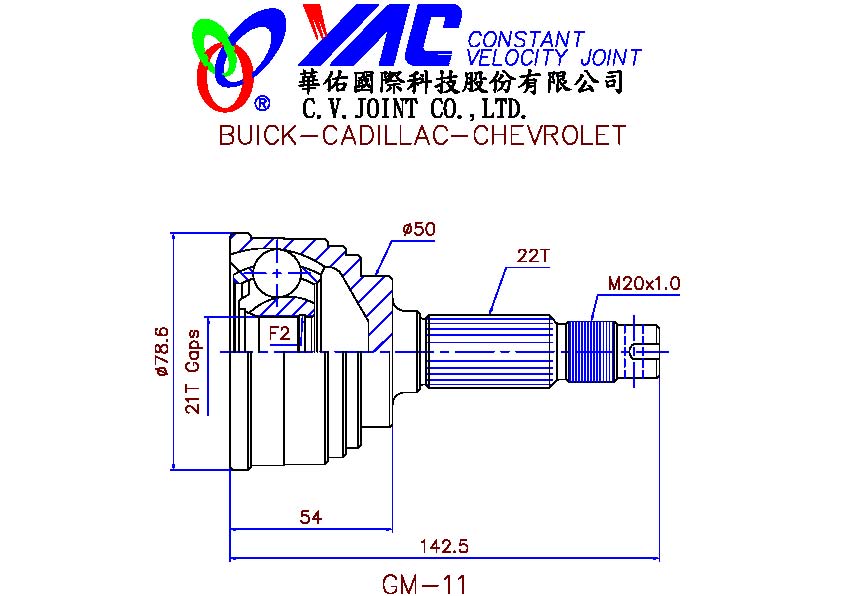 YAC CONSTANT
VELOCITY JOINT
華佑國際科技股份有限公司
®
C.V.JOINT CO.,LTD.
BUICK-CADILLAC-CHEVROLET
ø50
22T
M20x1.0
ø78.6
21T Gaps
F2
54
142.5
GM-11